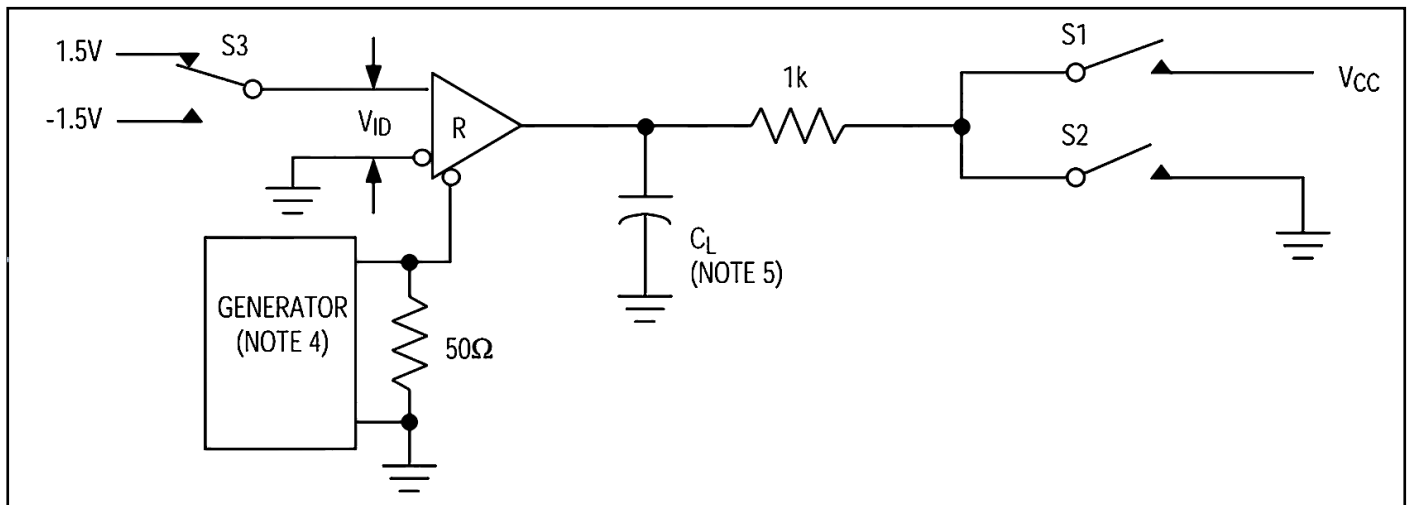 1.5V
S3
-1.5V
VID
R
1k
S1
VCC
S2
CL
(NOTE 5)
GENERATOR
(NOTE 4)
50Ω